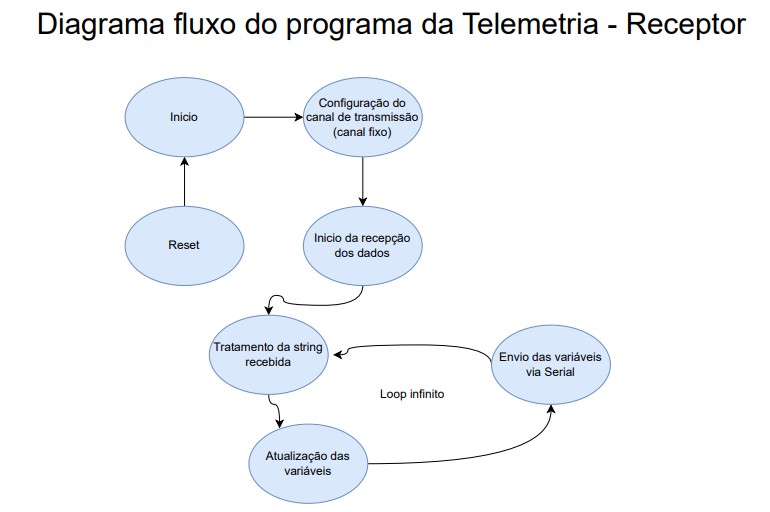 Diagrama fluxo do programa da Telemetria - Receptor
Inicio
Configuração do
canal de transmissão
(canal fixo)
Reset
Inicio da recepção
dos dados
Tratamento da string
recebida
Envio das variáveis
via Serial
Loop infinito
Atualização das
variáveis